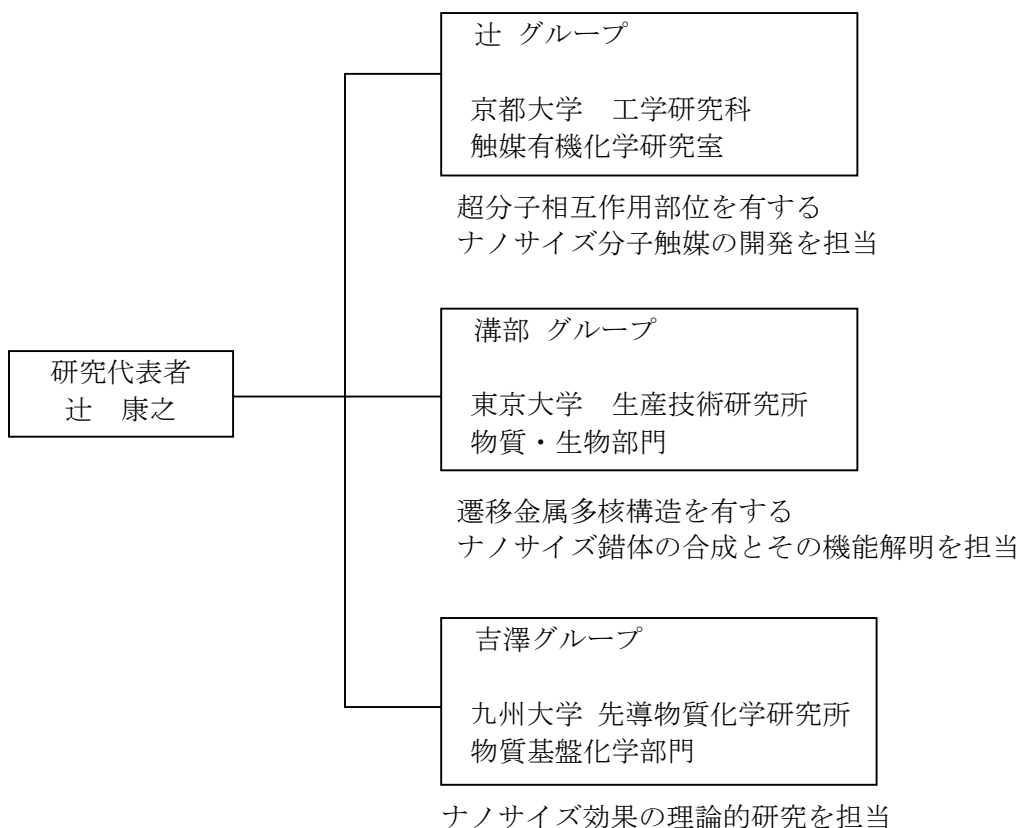 辻 グループ
京都大学　工学研究科
触媒有機化学研究室
超分子相互作用部位を有する
ナノサイズ分子触媒の開発を担当
研究代表者
辻　康之
溝部 グループ
東京大学　生産技術研究所
物質・生物部門
遷移金属多核構造を有する
ナノサイズ錯体の合成とその機能解明を担当
吉澤グループ
九州大学 先導物質化学研究所
物質基盤化学部門
ナノサイズ効果の理論的研究を担当